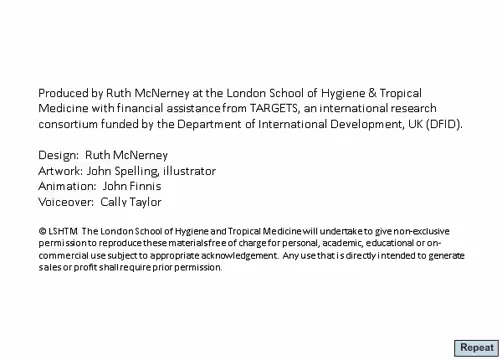 Produced by Ruth McNerney at the London School of Hygiene & Tropical
Medicine with financial assistance from TARGETS, an international research
consortium funded by the Department of International Development, UK (DFID).
Design: Ruth McNerney
Artwork: John Spelling, illustrator
Animation: John Finnis
Voiceover: Cally Taylor
© LSHTM The London School of Hygiene and Tropical Medicine will undertake to give non-exclusive
permission to reproduce these materials free of charge for personal, academic, educational or on-
commercial use subject to appropriate acknowledgement. Any use that is directly intended to generate
sales or profit shall require prior permission.
Repeat